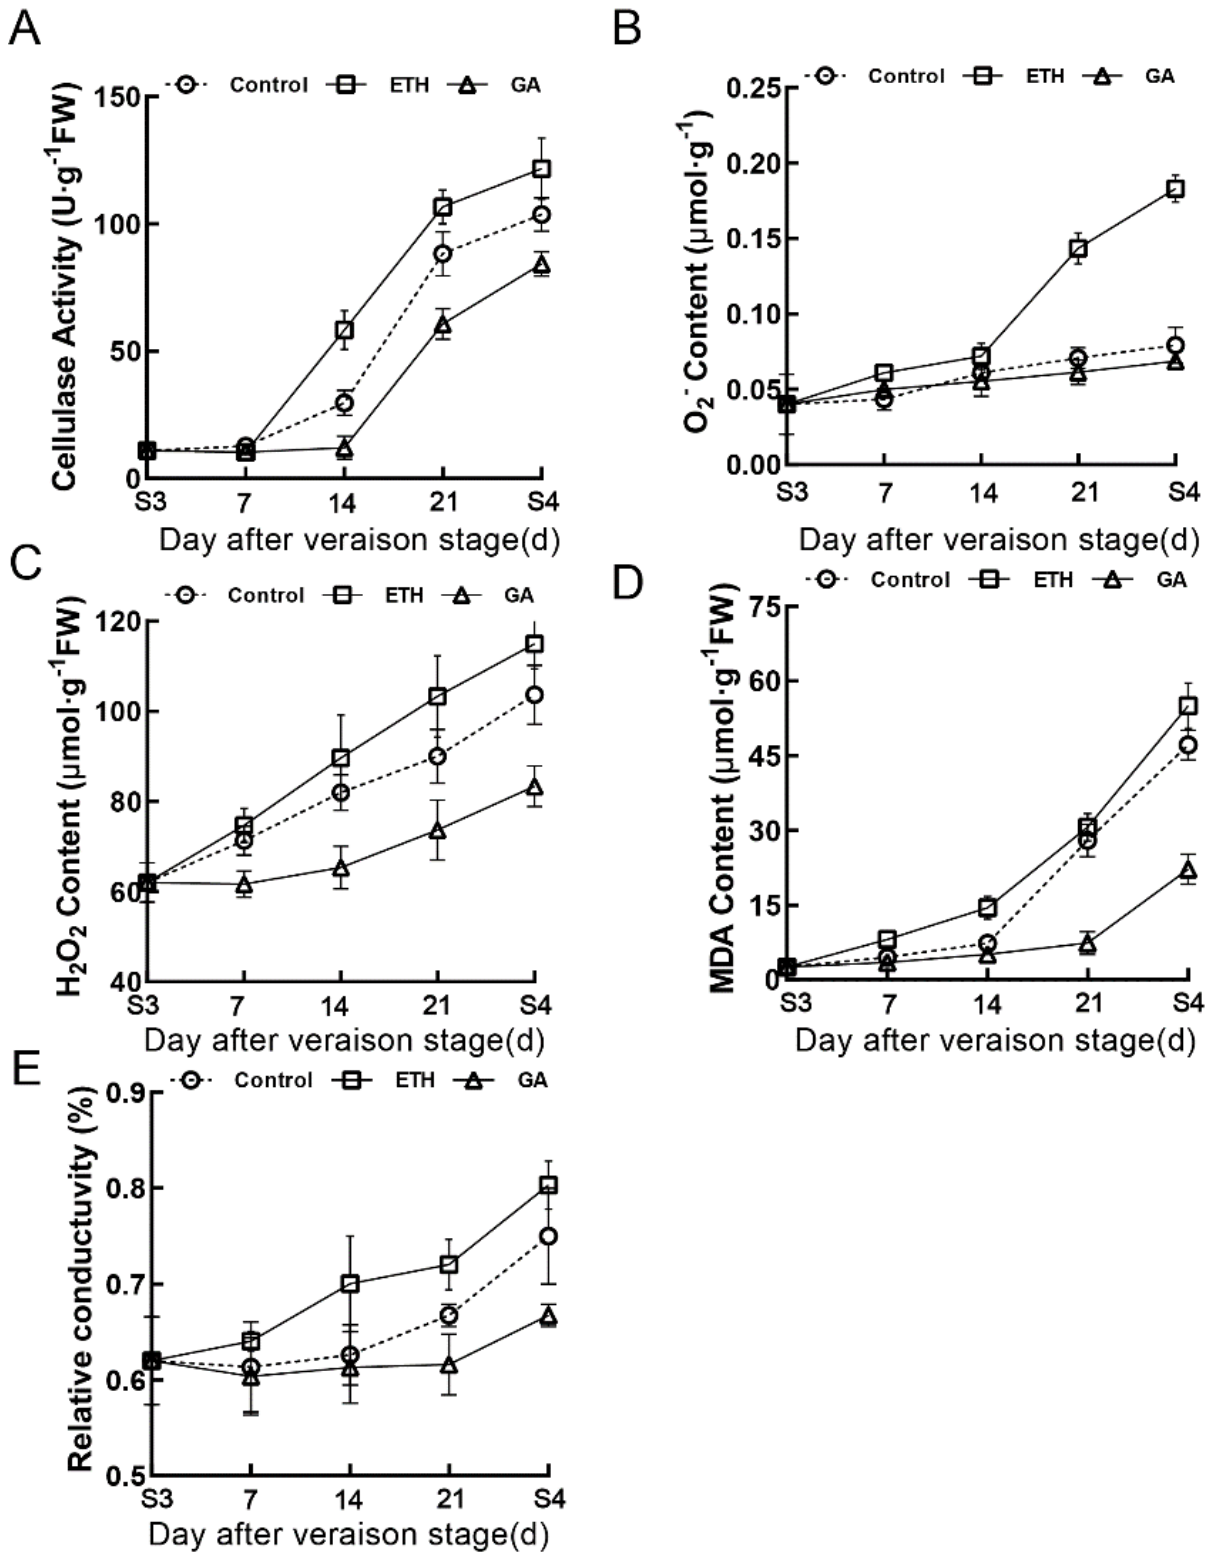 A
Control ETH GA
Cellulase Activity (U·g⁻¹FW)
150
100
50
0
S3 7 14 21 S4
Day after veraison stage(d)
B
Control ETH GA
O₂⁻ Content (μmol·g⁻¹)
0.25
0.20
0.15
0.10
0.05
0.00
S3 7 14 21 S4
Day after veraison stage(d)
C
Control ETH GA
H₂O₂ Content (μmol·g⁻¹FW)
120
100
80
60
40
S3 7 14 21 S4
Day after veraison stage(d)
D
Control ETH GA
MDA Content (μmol·g⁻¹FW)
75
60
45
30
15
0
S3 7 14 21 S4
Day after veraison stage(d)
E
Control ETH GA
Relative conductuvity (%)
0.9
0.8
0.7
0.6
0.5
S3 7 14 21 S4
Day after veraison stage(d)